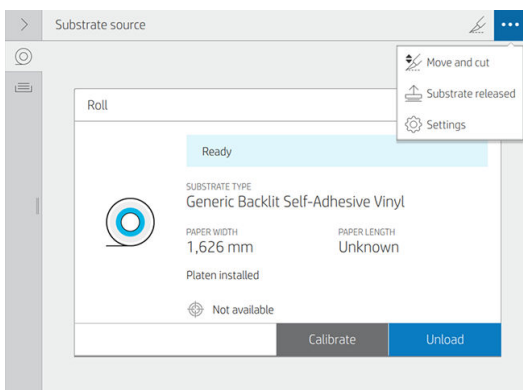 Substrate source
Move and cut
Substrate released
Settings
Roll
Ready
SUBSTRATE TYPE
Generic Backlit Self-Adhesive Vinyl
PAPER WIDTH PAPER LENGTH
1,626 mm Unknown
Platen installed
Not available
Calibrate Unload